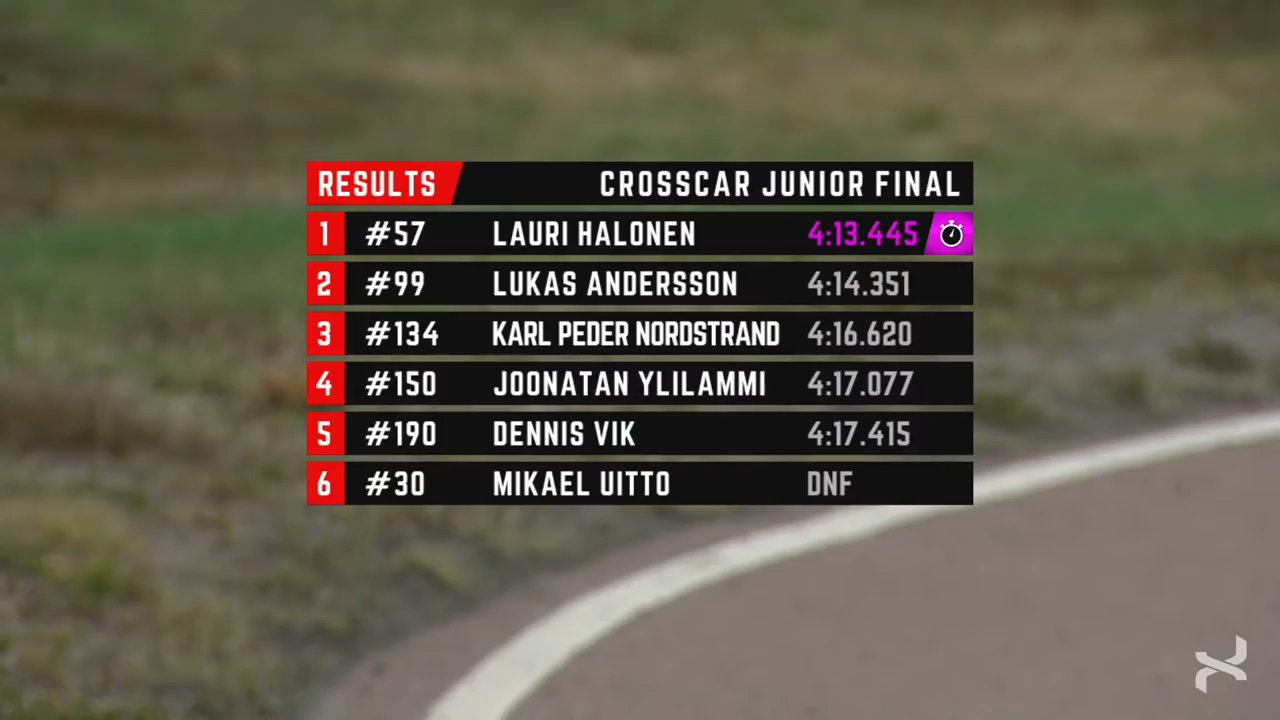 RESULTS CROSSCAR JUNIOR FINAL
1 #57 LAURI HALONEN 4:13.445
2 #99 LUKAS ANDERSSON 4:14.351
3 #134 KARL PEDER NORDSTRAND 4:16.620
4 #150 JOONATAN YLILAMMI 4:17.077
5 #190 DENNIS VIK 4:17.415
6 #30 MIKAEL UITTO DNF